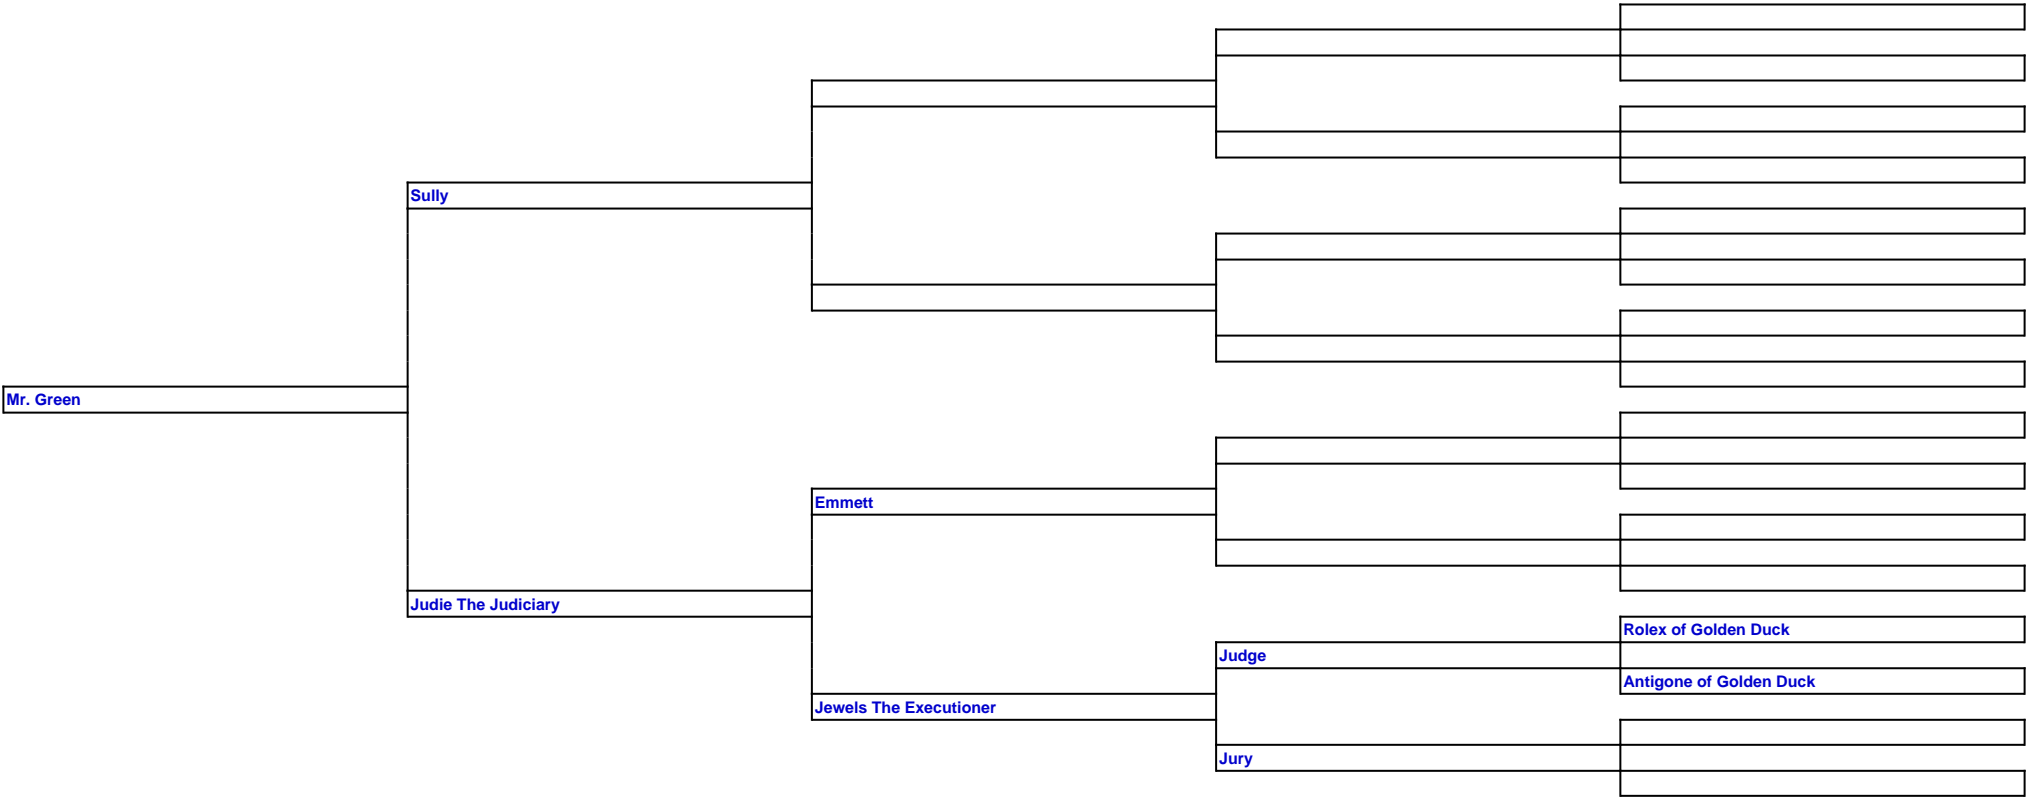 Sully
Mr. Green
Emmett
Judie The Judiciary
Rolex of Golden Duck
Judge
Antigone of Golden Duck
Jewels The Executioner
Jury